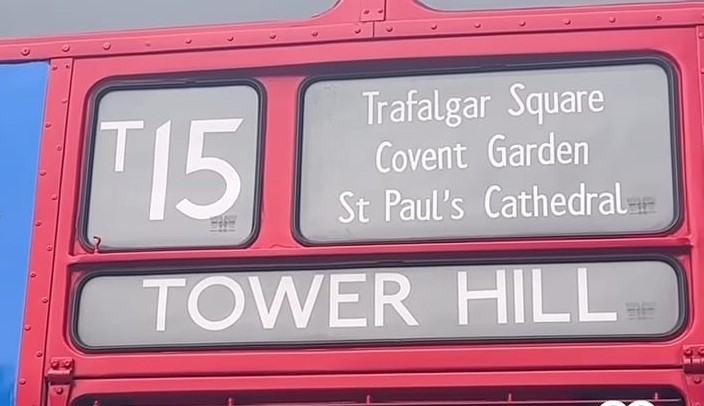 T15
Trafalgar Square
Covent Garden
St Paul's Cathedral
TOWER HILL